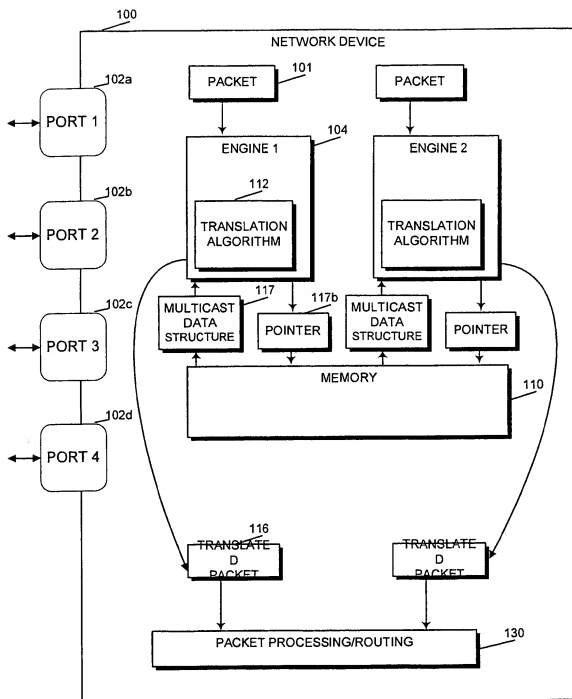 100
NETWORK DEVICE
102a
PORT 1
102b
PORT 2
102c
PORT 3
102d
PORT 4
PACKET
101
PACKET
ENGINE 1
104
ENGINE 2
112
TRANSLATION
ALGORITHM
TRANSLATION
ALGORITHM
117
MULTICAST
DATA
STRUCTURE
117b
POINTER
MULTICAST
DATA
STRUCTURE
POINTER
MEMORY
110
116
TRANSLATE
D
PACKET
TRANSLATE
D
PACKET
PACKET PROCESSING/ROUTING
130